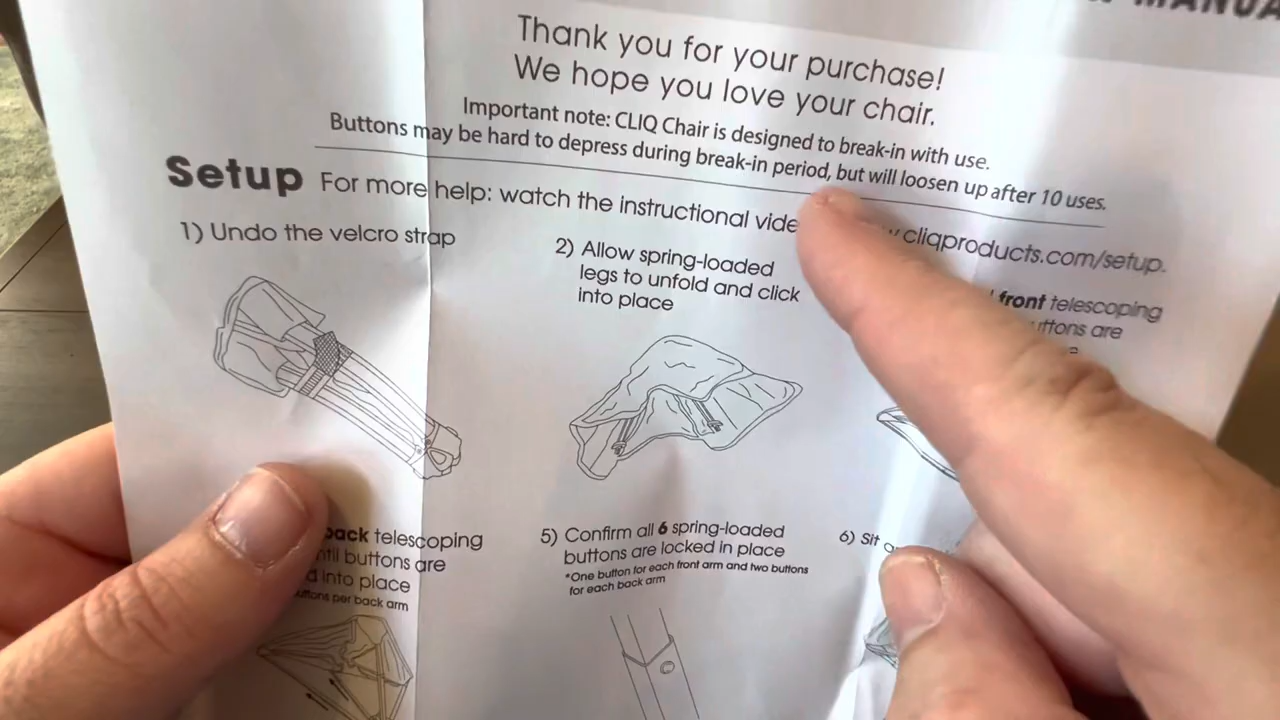 MANUA
Thank you for your purchase!
We hope you love your chair.
Important note: CLIQ Chair is designed to break-in with use.
Buttons may be hard to depress during break-in period, but will loosen up after 10 uses.
Setup For more help: watch the instructional vide cliqproducts.com/setup.
1) Undo the velcro strap
2) Allow spring-loaded
legs to unfold and click
into place
front telescoping
uttons are
back telescoping
ntil buttons are
d into place
uttons per back arm
5) Confirm all 6 spring-loaded
buttons are locked in place
*One button for each front arm and two buttons
for each back arm
6) Sit